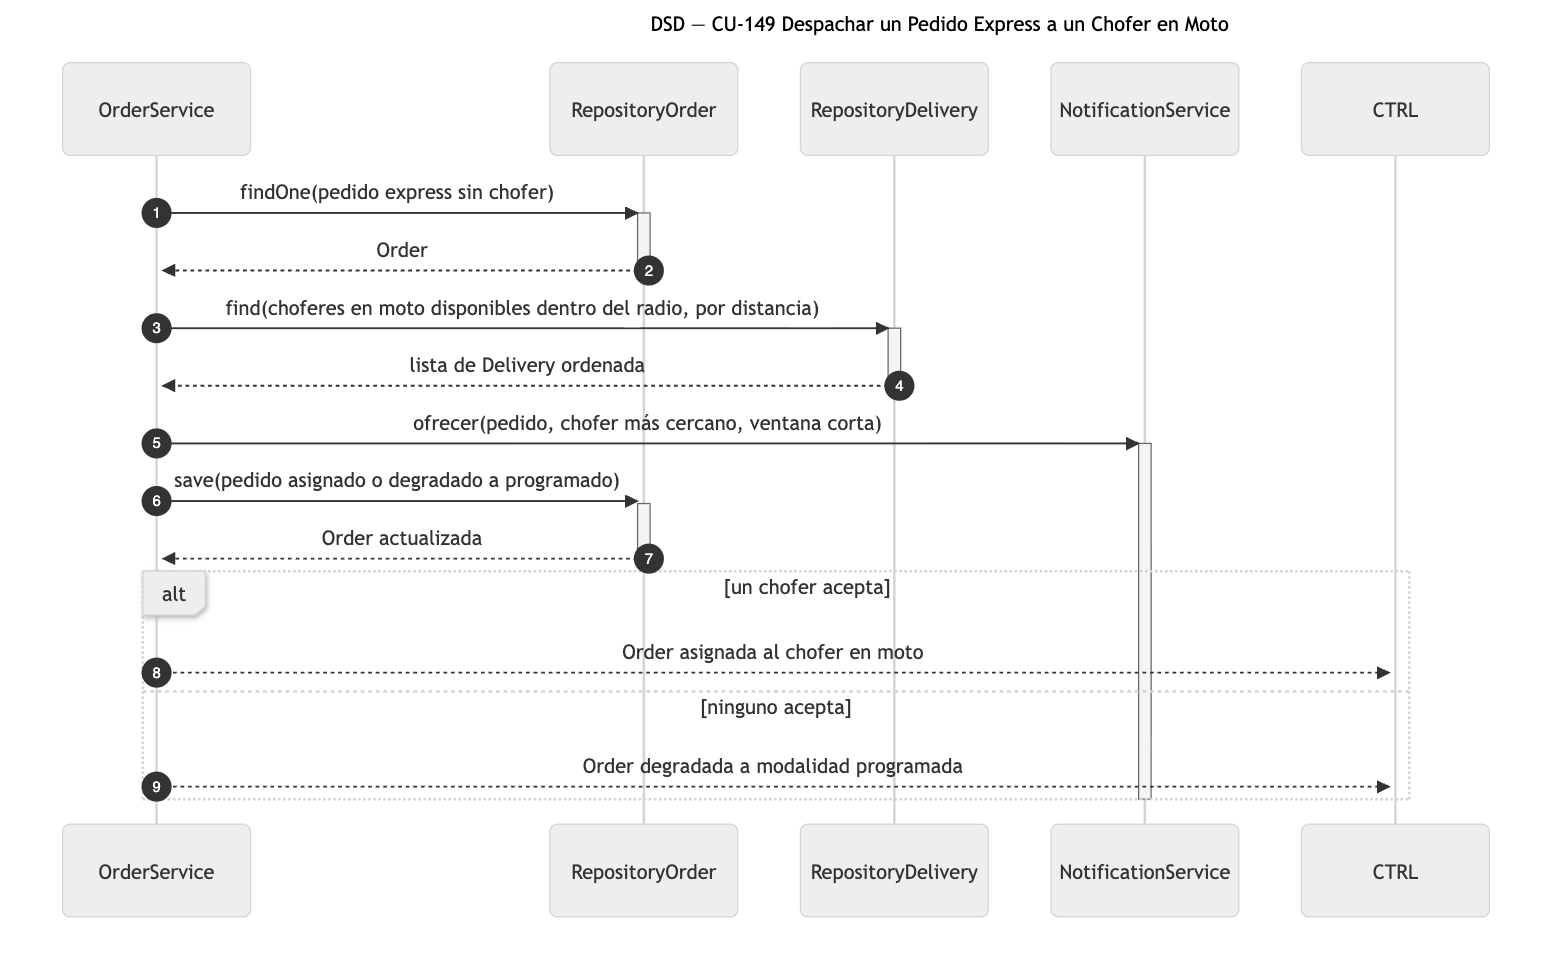 DSD — CU-149 Despachar un Pedido Express a un Chofer en Moto
OrderService
RepositoryOrder
RepositoryDelivery
NotificationService
CTRL
findOne(pedido express sin chofer)
1
Order
2
find(choferes en moto disponibles dentro del radio, por distancia)
3
lista de Delivery ordenada
4
ofrecer(pedido, chofer más cercano, ventana corta)
5
save(pedido asignado o degradado a programado)
6
Order actualizada
7
alt
[un chofer acepta]
Order asignada al chofer en moto
8
[ninguno acepta]
Order degradada a modalidad programada
9
OrderService
RepositoryOrder
RepositoryDelivery
NotificationService
CTRL